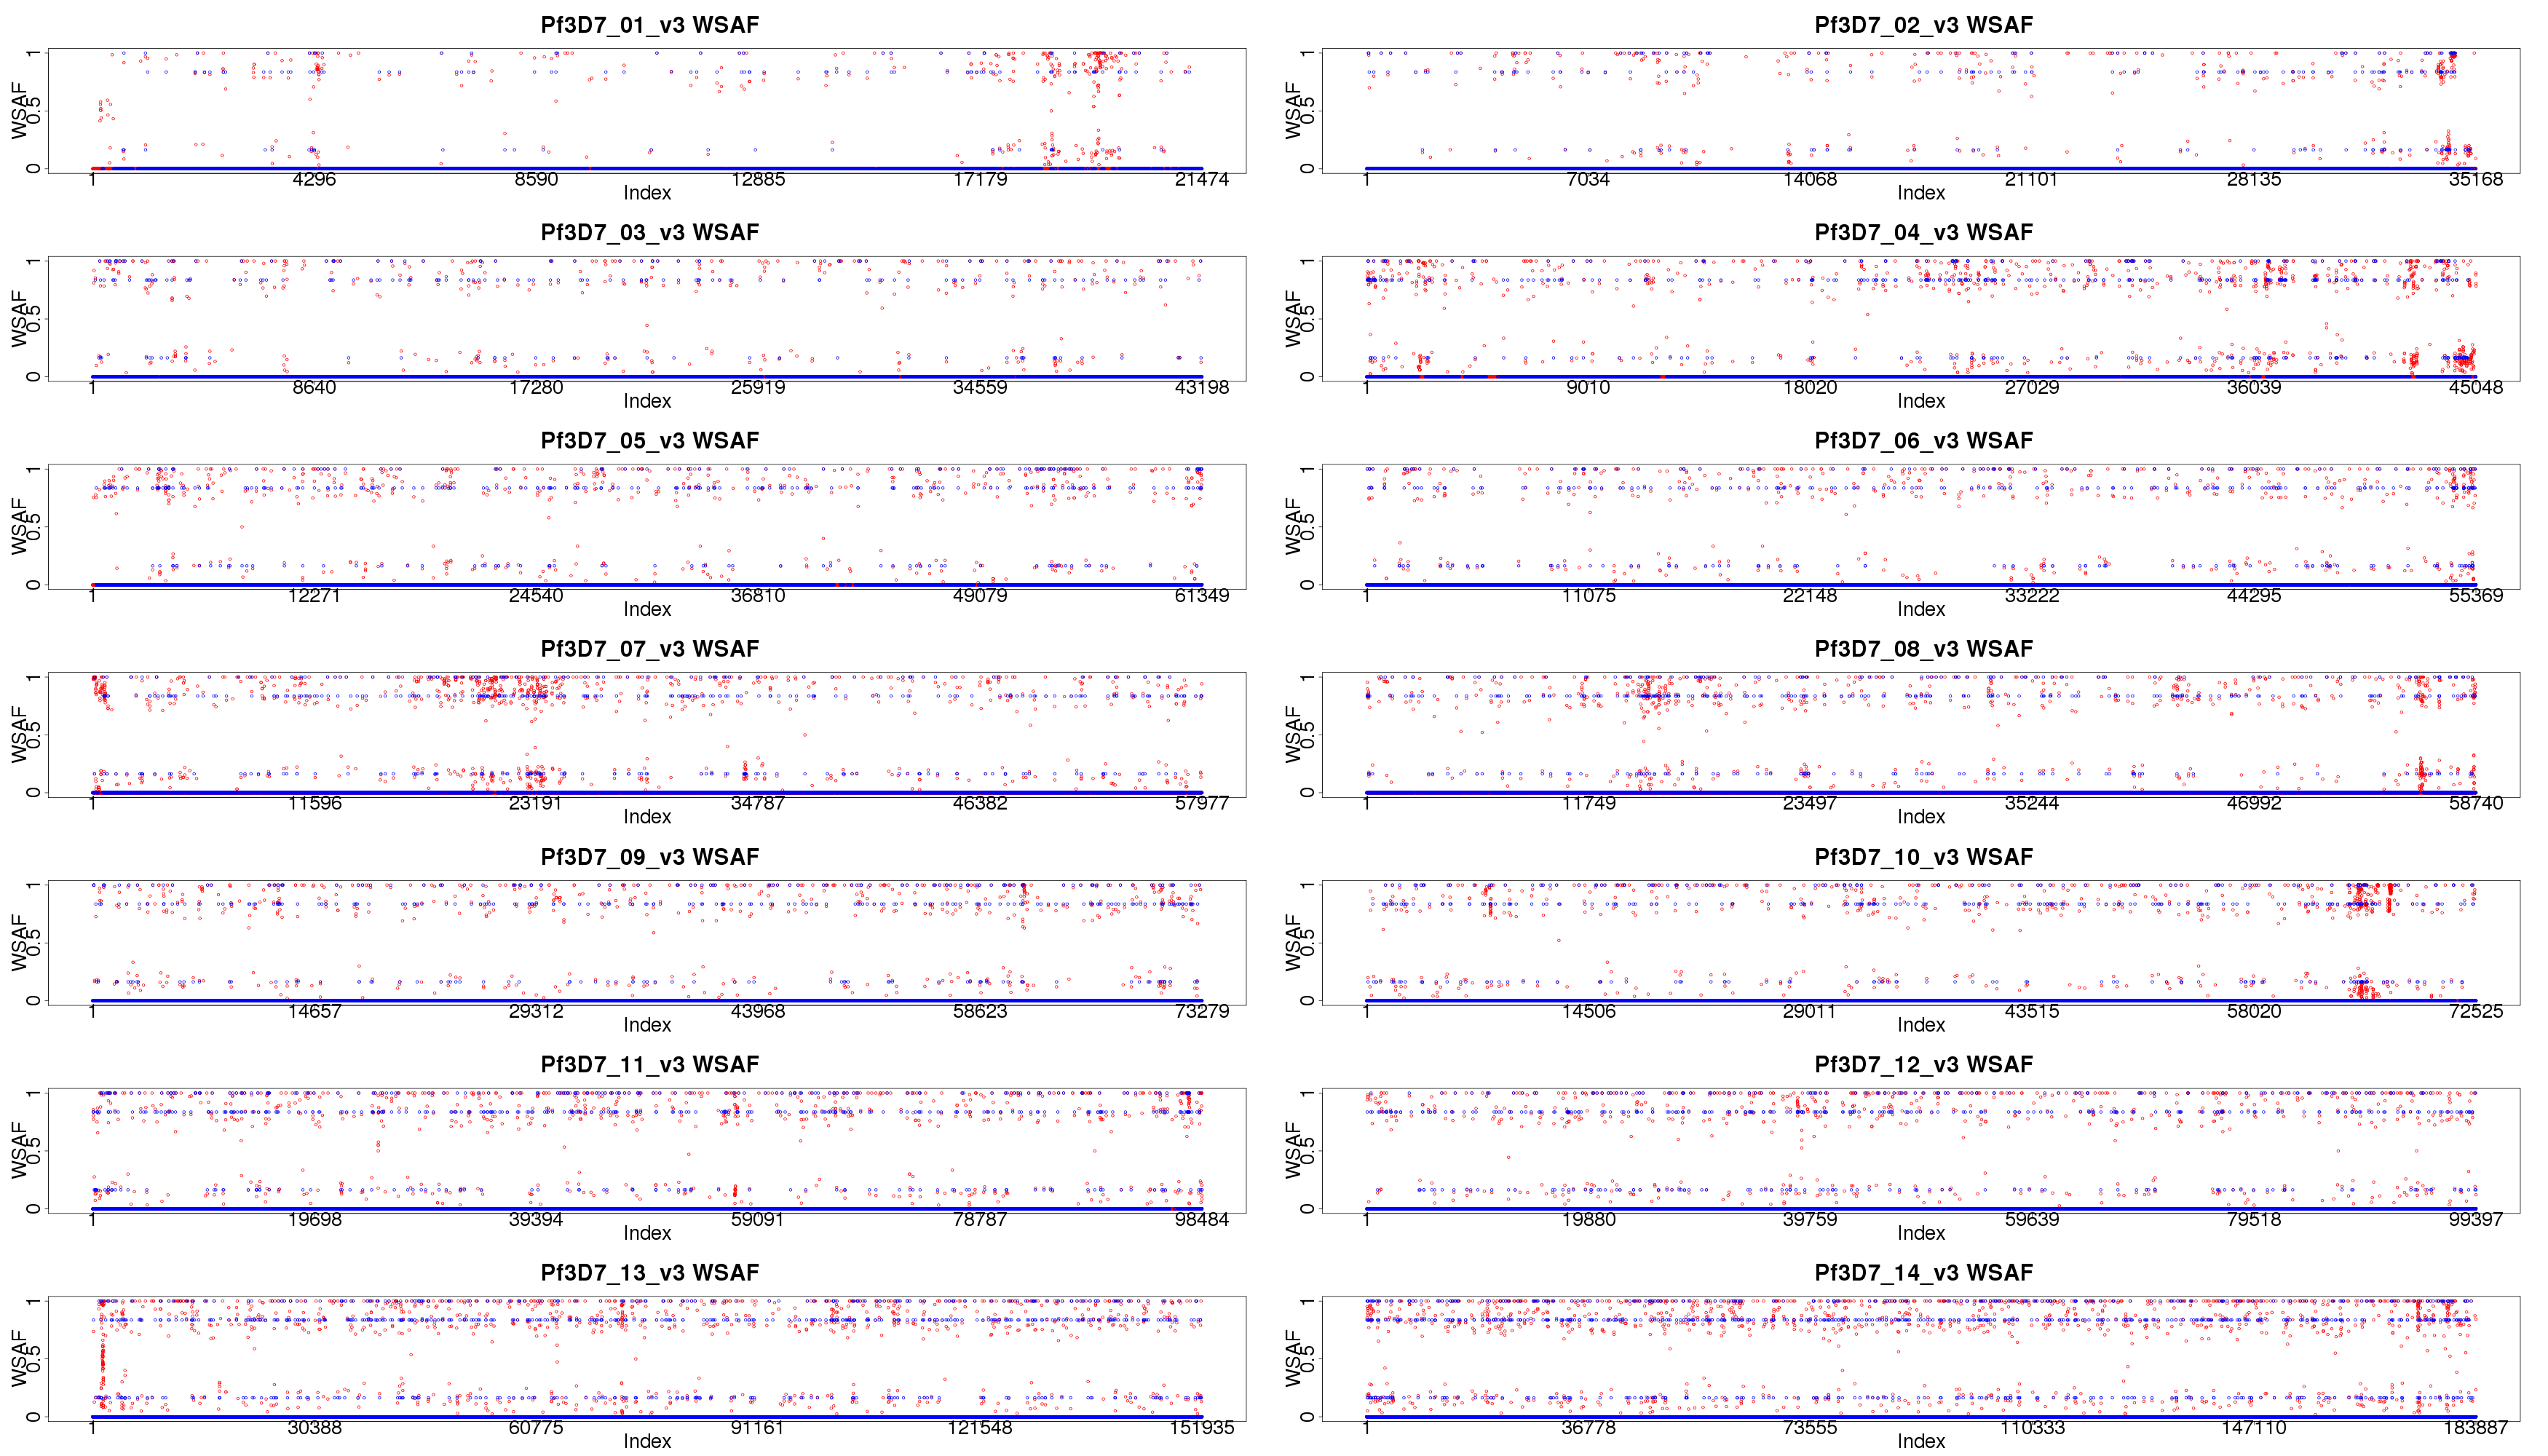 Pf3D7_01_v3 WSAF
WSAF
0 0.5 1
1 4296 8590 12885 17179 21474
Index
Pf3D7_02_v3 WSAF
WSAF
0 0.5 1
1 7034 14068 21101 28135 35168
Index
Pf3D7_03_v3 WSAF
WSAF
0 0.5 1
1 8640 17280 25919 34559 43198
Index
Pf3D7_04_v3 WSAF
WSAF
0 0.5 1
1 9010 18020 27029 36039 45048
Index
Pf3D7_05_v3 WSAF
WSAF
0 0.5 1
1 12271 24540 36810 49079 61349
Index
Pf3D7_06_v3 WSAF
WSAF
0 0.5 1
1 11075 22148 33222 44295 55369
Index
Pf3D7_07_v3 WSAF
WSAF
0 0.5 1
1 11596 23191 34787 46382 57977
Index
Pf3D7_08_v3 WSAF
WSAF
0 0.5 1
1 11749 23497 35244 46992 58740
Index
Pf3D7_09_v3 WSAF
WSAF
0 0.5 1
1 14657 29312 43968 58623 73279
Index
Pf3D7_10_v3 WSAF
WSAF
0 0.5 1
1 14506 29011 43515 58020 72525
Index
Pf3D7_11_v3 WSAF
WSAF
0 0.5 1
1 19698 39394 59091 78787 98484
Index
Pf3D7_12_v3 WSAF
WSAF
0 0.5 1
1 19880 39759 59639 79518 99397
Index
Pf3D7_13_v3 WSAF
WSAF
0 0.5 1
1 30388 60775 91161 121548 151935
Index
Pf3D7_14_v3 WSAF
WSAF
0 0.5 1
1 36778 73555 110333 147110 183887
Index